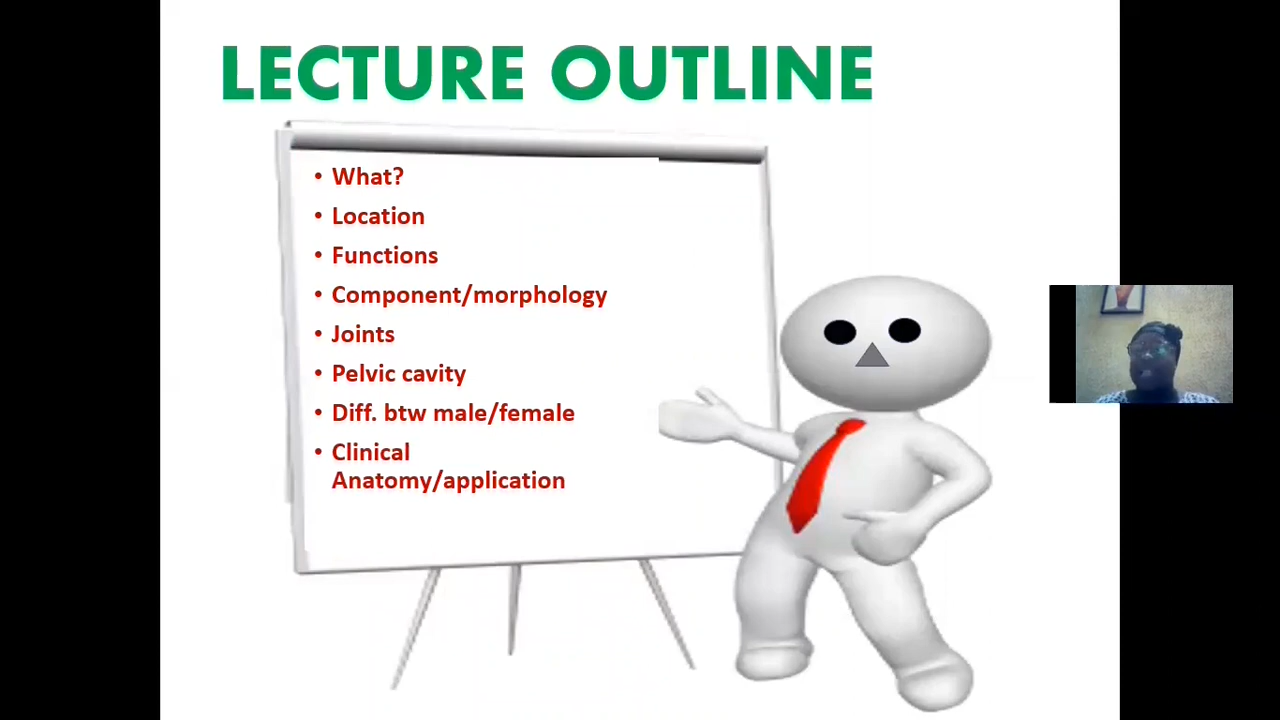 LECTURE OUTLINE
• What?
• Location
• Functions
• Component/morphology
• Joints
• Pelvic cavity
• Diff. btw male/female
• Clinical
Anatomy/application